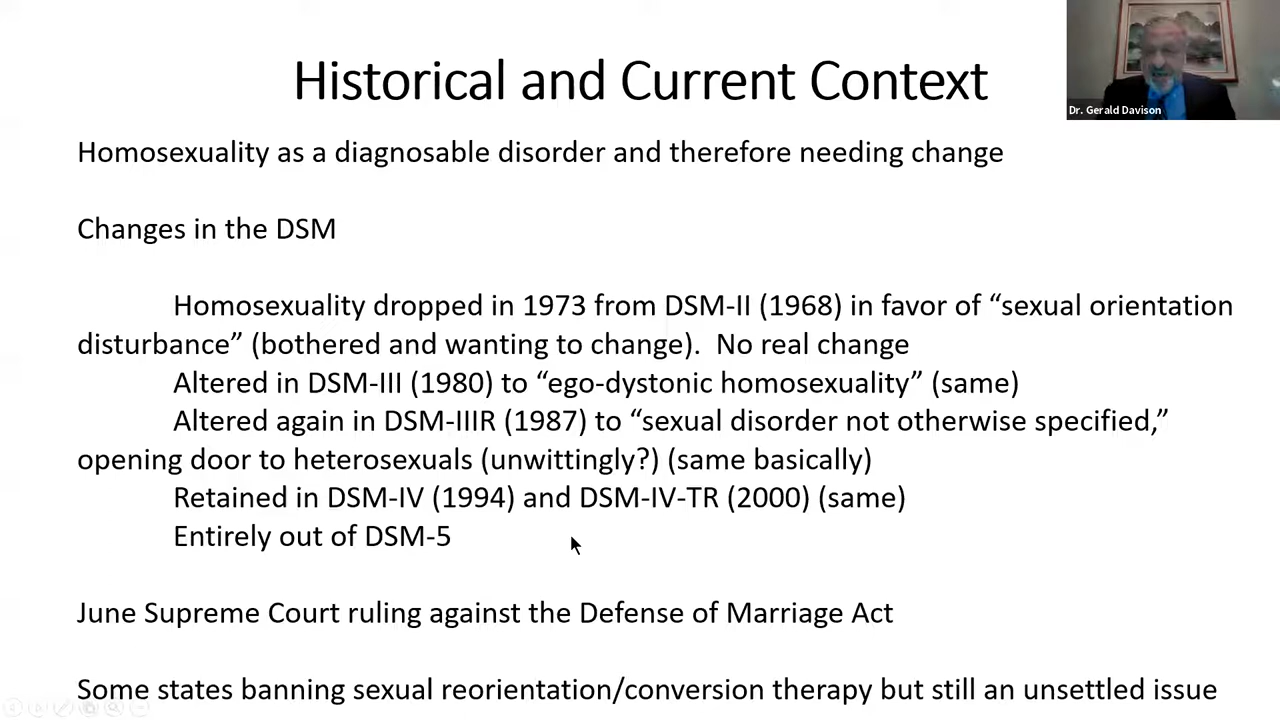 Historical and Current Context
Dr. Gerald Davison
Homosexuality as a diagnosable disorder and therefore needing change
Changes in the DSM
Homosexuality dropped in 1973 from DSM-II (1968) in favor of “sexual orientation
disturbance” (bothered and wanting to change).  No real change
Altered in DSM-III (1980) to “ego-dystonic homosexuality” (same)
Altered again in DSM-IIIR (1987) to “sexual disorder not otherwise specified,”
opening door to heterosexuals (unwittingly?) (same basically)
Retained in DSM-IV (1994) and DSM-IV-TR (2000) (same)
Entirely out of DSM-5
June Supreme Court ruling against the Defense of Marriage Act
Some states banning sexual reorientation/conversion therapy but still an unsettled issue